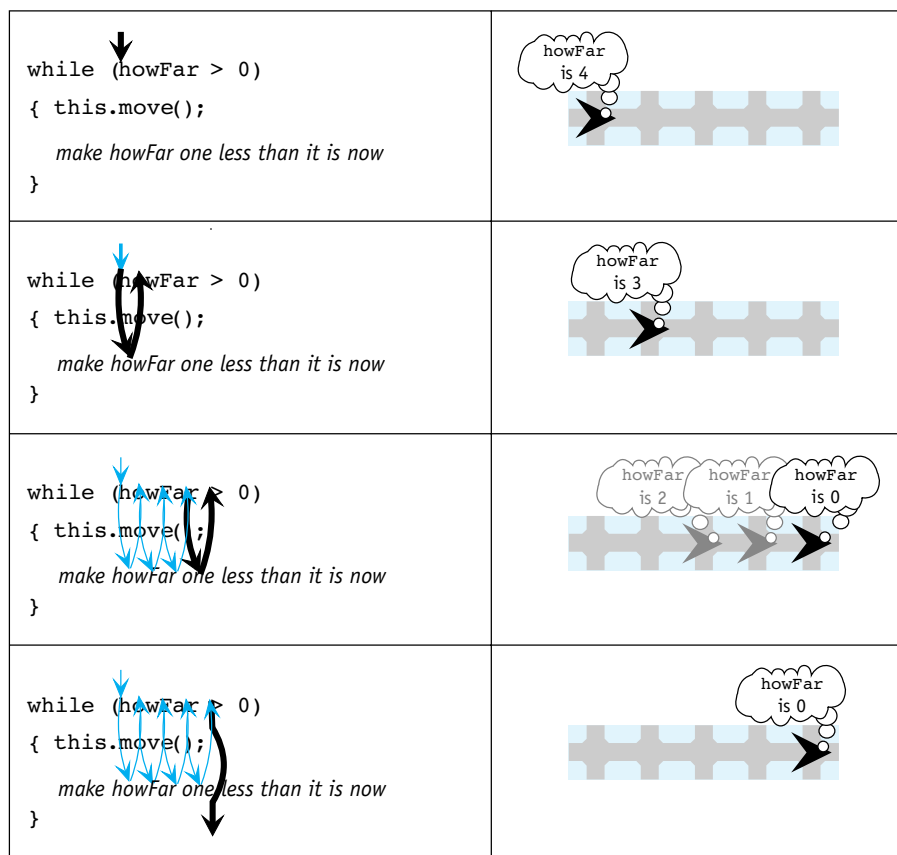 while (howFar > 0)
{ this.move();
make howFar one less than it is now
}
howFar
is 4
while (howFar > 0)
{ this.move();
make howFar one less than it is now
}
howFar
is 3
while (howFar > 0)
{ this.move();
make howFar one less than it is now
}
howFar
is 2
howFar
is 1
howFar
is 0
while (howFar > 0)
{ this.move();
make howFar one less than it is now
}
howFar
is 0